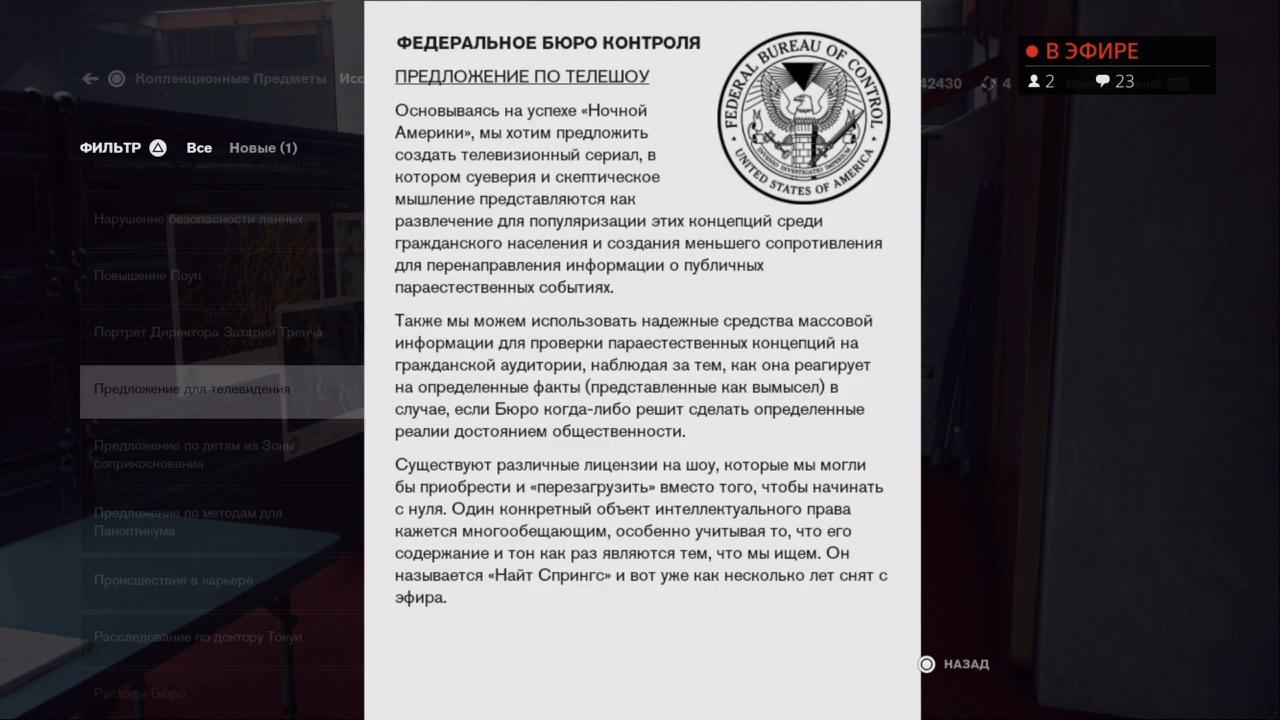 ФЕДЕРАЛЬНОЕ БЮРО КОНТРОЛЯ
ПРЕДЛОЖЕНИЕ ПО ТЕЛЕШОУ
Основываясь на успехе «Ночной
Америки», мы хотим предложить
создать телевизионный сериал, в
котором суеверия и скептическое
мышление представляются как
развлечение для популяризации этих концепций среди
гражданского населения и создания меньшего сопротивления
для перенаправления информации о публичных
параестественных событиях.
Также мы можем использовать надежные средства массовой
информации для проверки параестественных концепций на
гражданской аудитории, наблюдая за тем, как она реагирует
на определенные факты (представленные как вымысел) в
случае, если Бюро когда-либо решит сделать определенные
реалии достоянием общественности.
Существуют различные лицензии на шоу, которые мы могли
бы приобрести и «перезагрузить» вместо того, чтобы начинать
с нуля. Один конкретный объект интеллектуального права
кажется многообещающим, особенно учитывая то, что его
содержание и тон как раз являются тем, что мы ищем. Он
называется «Найт Спрингс» и вот уже как несколько лет снят с
эфира.
FEDERAL BUREAU OF CONTROL
UNITED STATES OF AMERICA
В ЭФИРЕ
2 23
42430 4
Коллекционные Предметы Исс
ФИЛЬТР Все Новые (1)
Нарушение безопасности данных
Повышение Поуп
Портрет Директора Захарии Тренча
Предложение для телевидения
Предложение по детям из Зоны
соприкосновения
Предложение по методам для
Паноптикума
Происшествие в карьере
Расследование по доктору Токуи
Расходы Бюро
НАЗАД